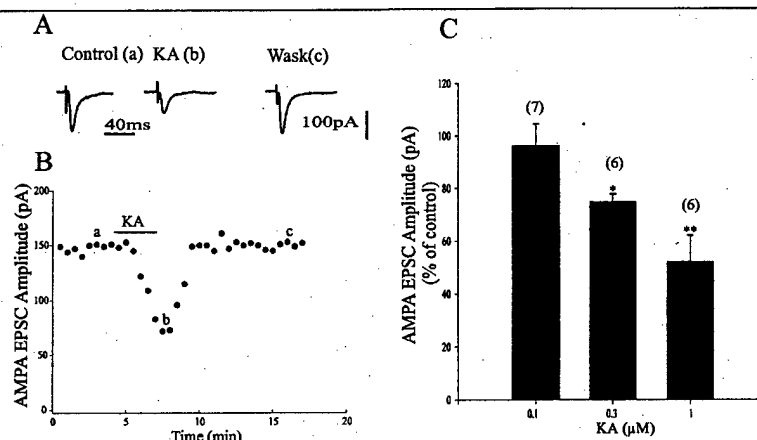 A
Control (a) KA (b) Wask(c)
40ms
100pA
B
AMPA EPSC Amplitude (pA)
200
150
100
50
0
a
KA
b
c
0 5 10 15 20
Time (min)
C
AMPA EPSC Amplitude (pA)
(% of control)
120
100
80
60
40
20
0
(7)
(6)
*
(6)
**
0.1 0.3 1
KA (µM)